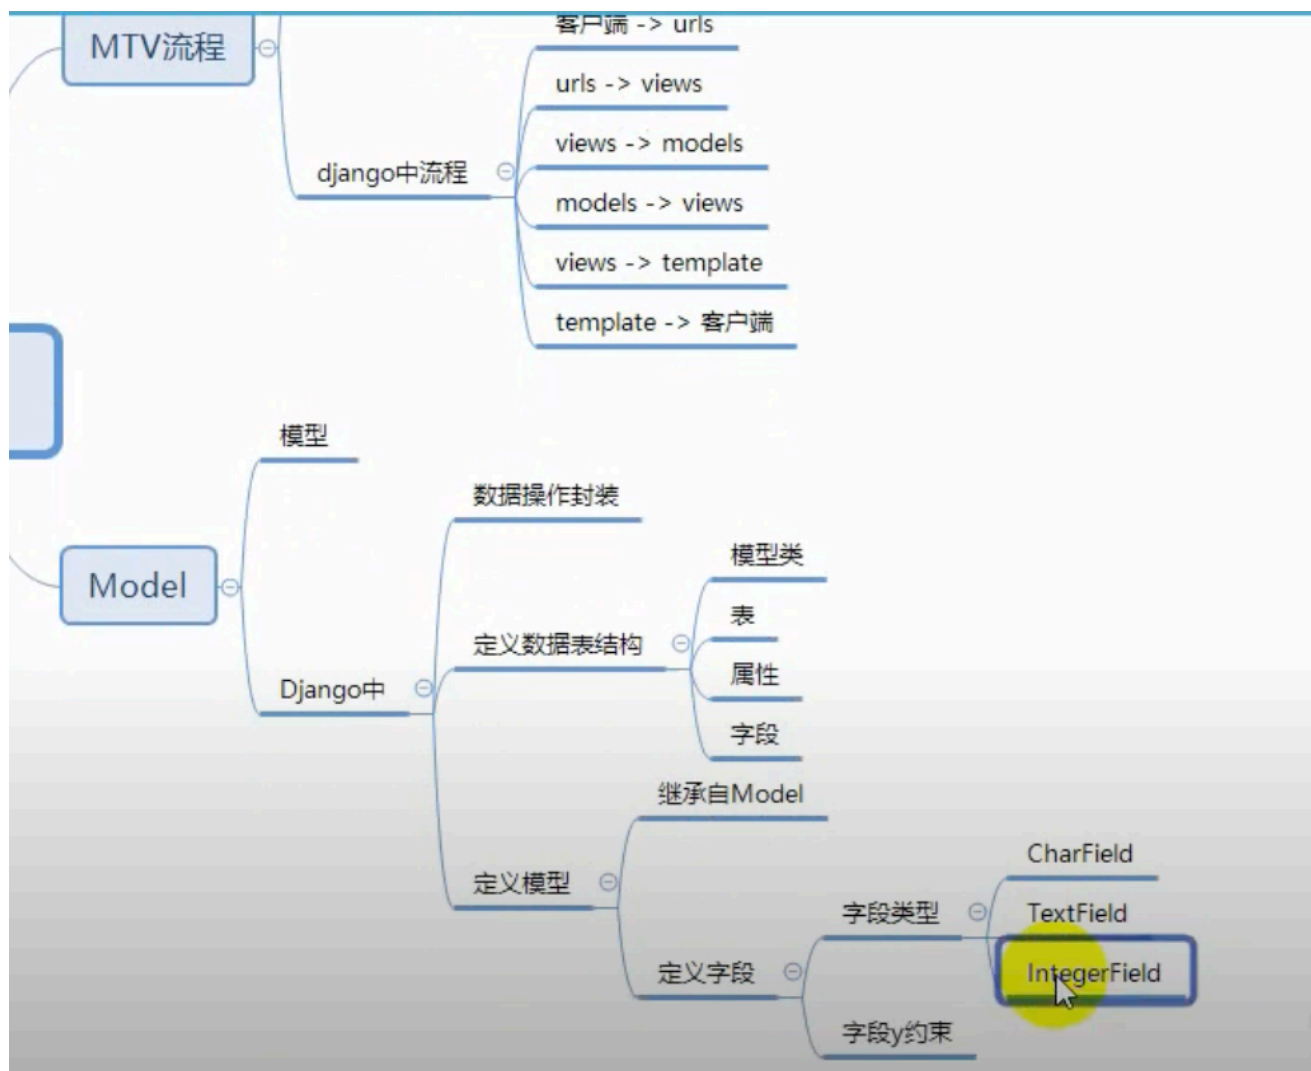 MTV流程
客户端 -> urls
urls -> views
views -> models
django中流程
models -> views
views -> template
template -> 客户端
模型
数据操作封装
模型类
Model
表
定义数据表结构
属性
Django中
字段
继承自Model
CharField
定义模型
字段类型
TextField
定义字段
IntegerField
字段y约束